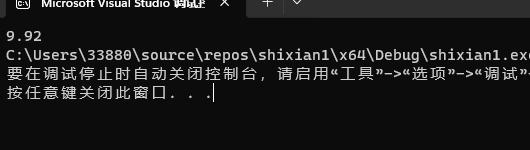 Microsoft Visual Studio 调试控
9.92
C:\Users\33880\source\repos\shixian1\x64\Debug\shixian1.exe
要在调试停止时自动关闭控制台，请启用“工具”->“选项”->“调试”-
按任意键关闭此窗口. . .